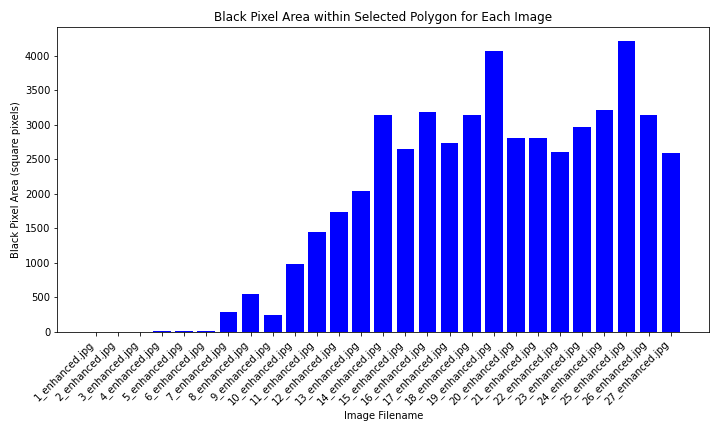 Black Pixel Area within Selected Polygon for Each Image
Black Pixel Area (square pixels)
4000
3500
3000
2500
2000
1500
1000
500
0
1_enhanced.jpg
2_enhanced.jpg
3_enhanced.jpg
4_enhanced.jpg
5_enhanced.jpg
6_enhanced.jpg
7_enhanced.jpg
8_enhanced.jpg
9_enhanced.jpg
10_enhanced.jpg
11_enhanced.jpg
12_enhanced.jpg
13_enhanced.jpg
14_enhanced.jpg
15_enhanced.jpg
16_enhanced.jpg
17_enhanced.jpg
18_enhanced.jpg
19_enhanced.jpg
20_enhanced.jpg
21_enhanced.jpg
22_enhanced.jpg
23_enhanced.jpg
24_enhanced.jpg
25_enhanced.jpg
26_enhanced.jpg
27_enhanced.jpg
Image Filename